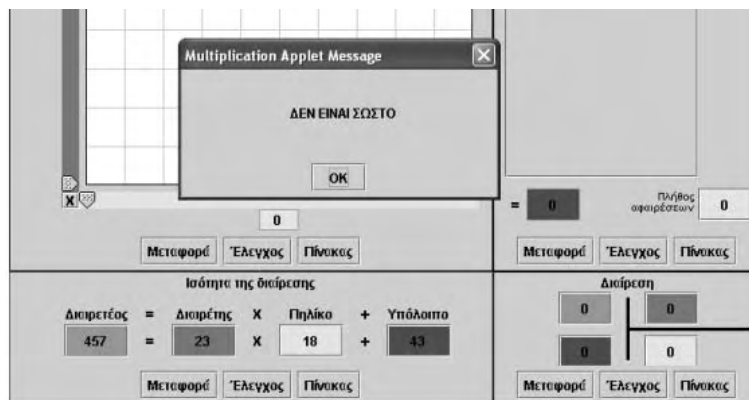 Multiplication Applet Message
ΔΕΝ ΕΙΝΑΙ ΣΩΣΤΟ
OK
X
0
= 0 Πλήθος αφαιρέσεων 0
Μεταφορά Έλεγχος Πίνακας
Μεταφορά Έλεγχος Πίνακας
Ισότητα της διαίρεσης
Διαιρετέος = Διαιρέτης X Πηλίκο + Υπόλοιπο
457 = 23 X 18 + 43
Μεταφορά Έλεγχος Πίνακας
Διαίρεση
0 0
0 0
Μεταφορά Έλεγχος Πίνακας